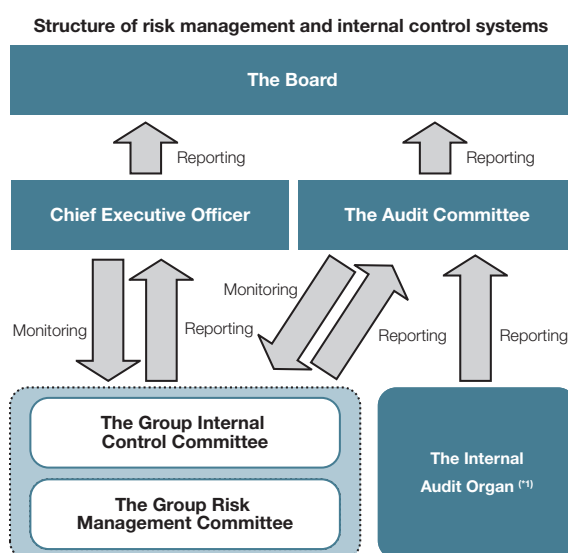 Structure of risk management and internal control systems
The Board
Reporting
Reporting
Chief Executive Officer
The Audit Committee
Monitoring
Reporting
Monitoring
Reporting
Reporting
The Group Internal
Control Committee
The Group Risk
Management Committee
The Internal
Audit Organ (*1)